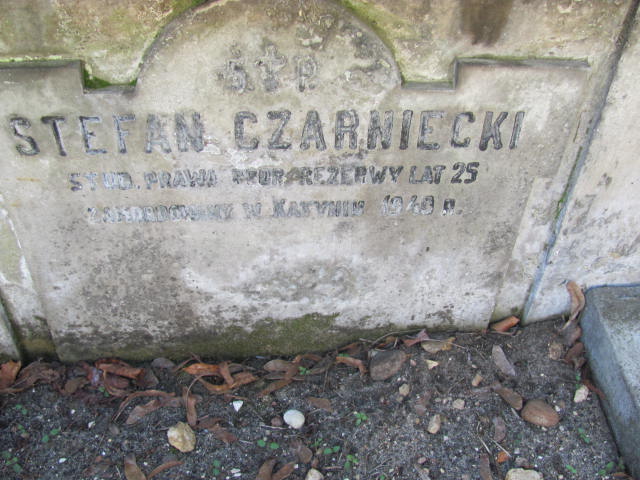 Ś ✝ P.
STEFAN CZARNIECKI
STUD. PRAWA PPOR. REZERWY LAT 25
ZAMORDOWANY W KATYNIU 1940 R.